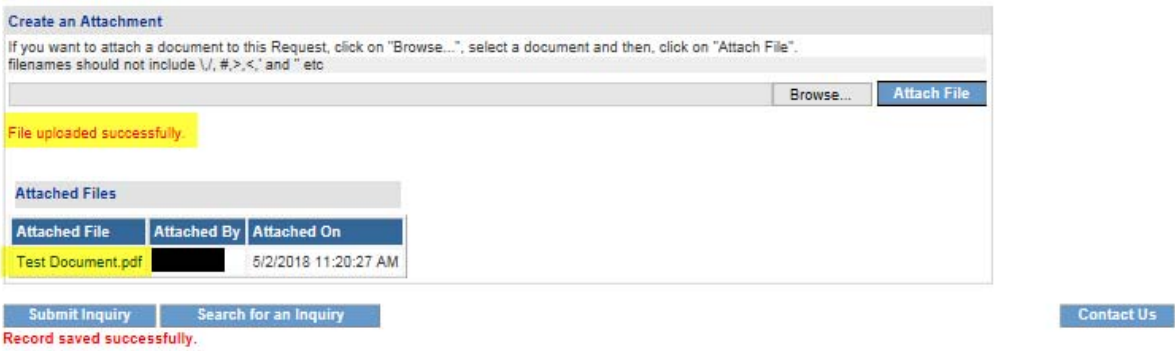 Create an Attachment
If you want to attach a document to this Request, click on "Browse...", select a document and then, click on "Attach File".
filenames should not include \,/, #,>,<,' and " etc
Browse... Attach File
File uploaded successfully.
Attached Files
Attached File Attached By Attached On
Test Document.pdf 5/2/2018 11:20:27 AM
Submit Inquiry Search for an Inquiry Contact Us
Record saved successfully.